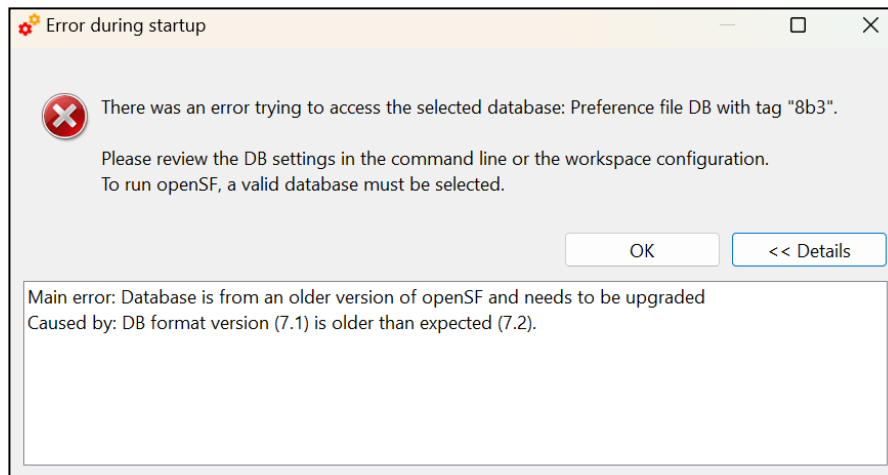 Error during startup
There was an error trying to access the selected database: Preference file DB with tag "8b3".
Please review the DB settings in the command line or the workspace configuration.
To run openSF, a valid database must be selected.
OK
<< Details
Main error: Database is from an older version of openSF and needs to be upgraded
Caused by: DB format version (7.1) is older than expected (7.2).